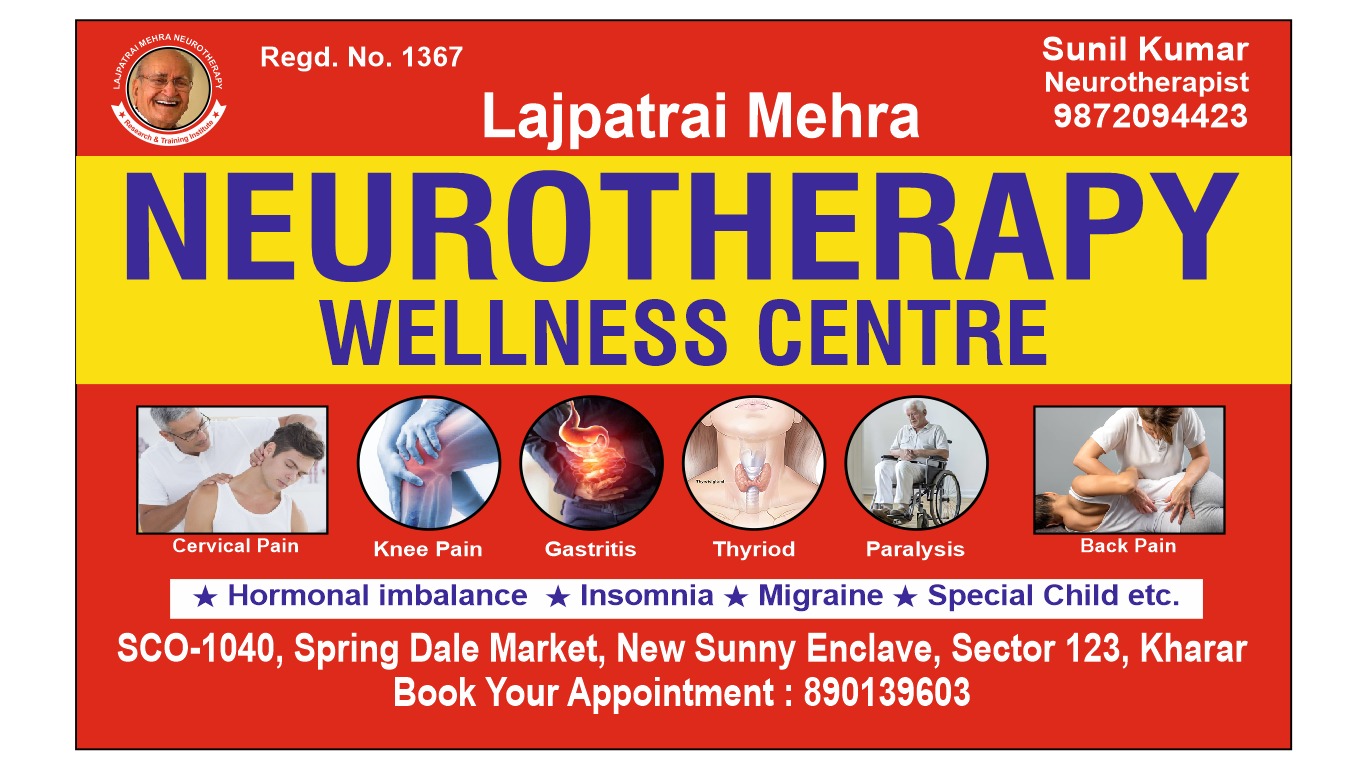 LAJPATRAI MEHRA NEUROTHERAPY
Research & Training Institute
Regd. No. 1367
Sunil Kumar
Neurotherapist
9872094423
Lajpatrai Mehra
NEUROTHERAPY
WELLNESS CENTRE
Thyroid gland
Cervical Pain
Knee Pain
Gastritis
Thyriod
Paralysis
Back Pain
★ Hormonal imbalance ★ Insomnia ★ Migraine ★ Special Child etc.
SCO-1040, Spring Dale Market, New Sunny Enclave, Sector 123, Kharar
Book Your Appointment : 890139603